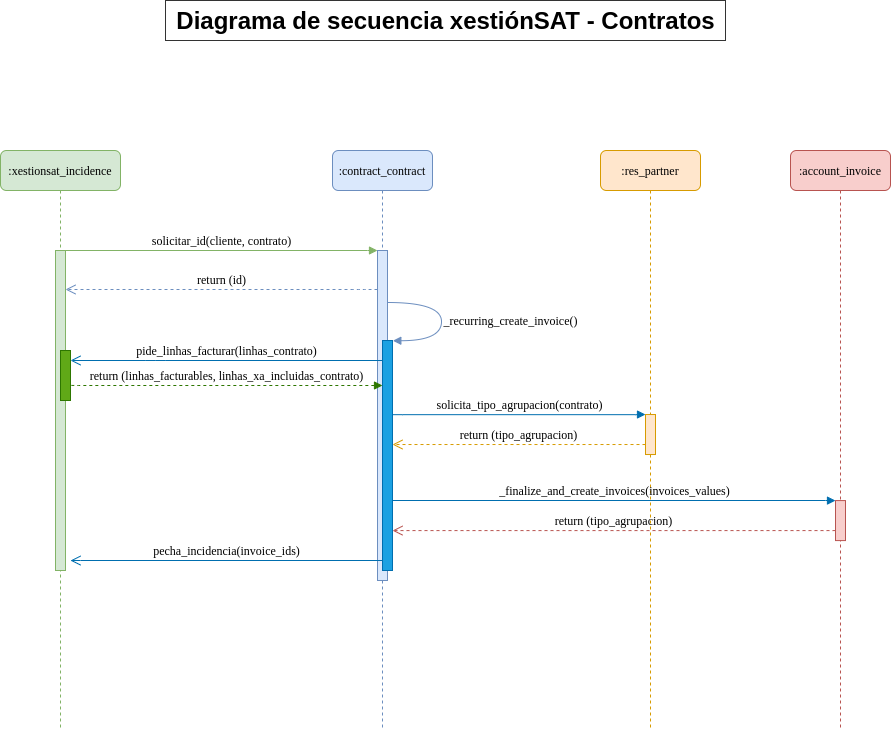 Diagrama de secuencia xestiónSAT - Contratos
:xestionsat_incidence
:contract_contract
:res_partner
:account_invoice
solicitar_id(cliente, contrato)
return (id)
_recurring_create_invoice()
pide_linhas_facturar(linhas_contrato)
return (linhas_facturables, linhas_xa_incluidas_contrato)
solicita_tipo_agrupacion(contrato)
return (tipo_agrupacion)
_finalize_and_create_invoices(invoices_values)
return (tipo_agrupacion)
pecha_incidencia(invoice_ids)